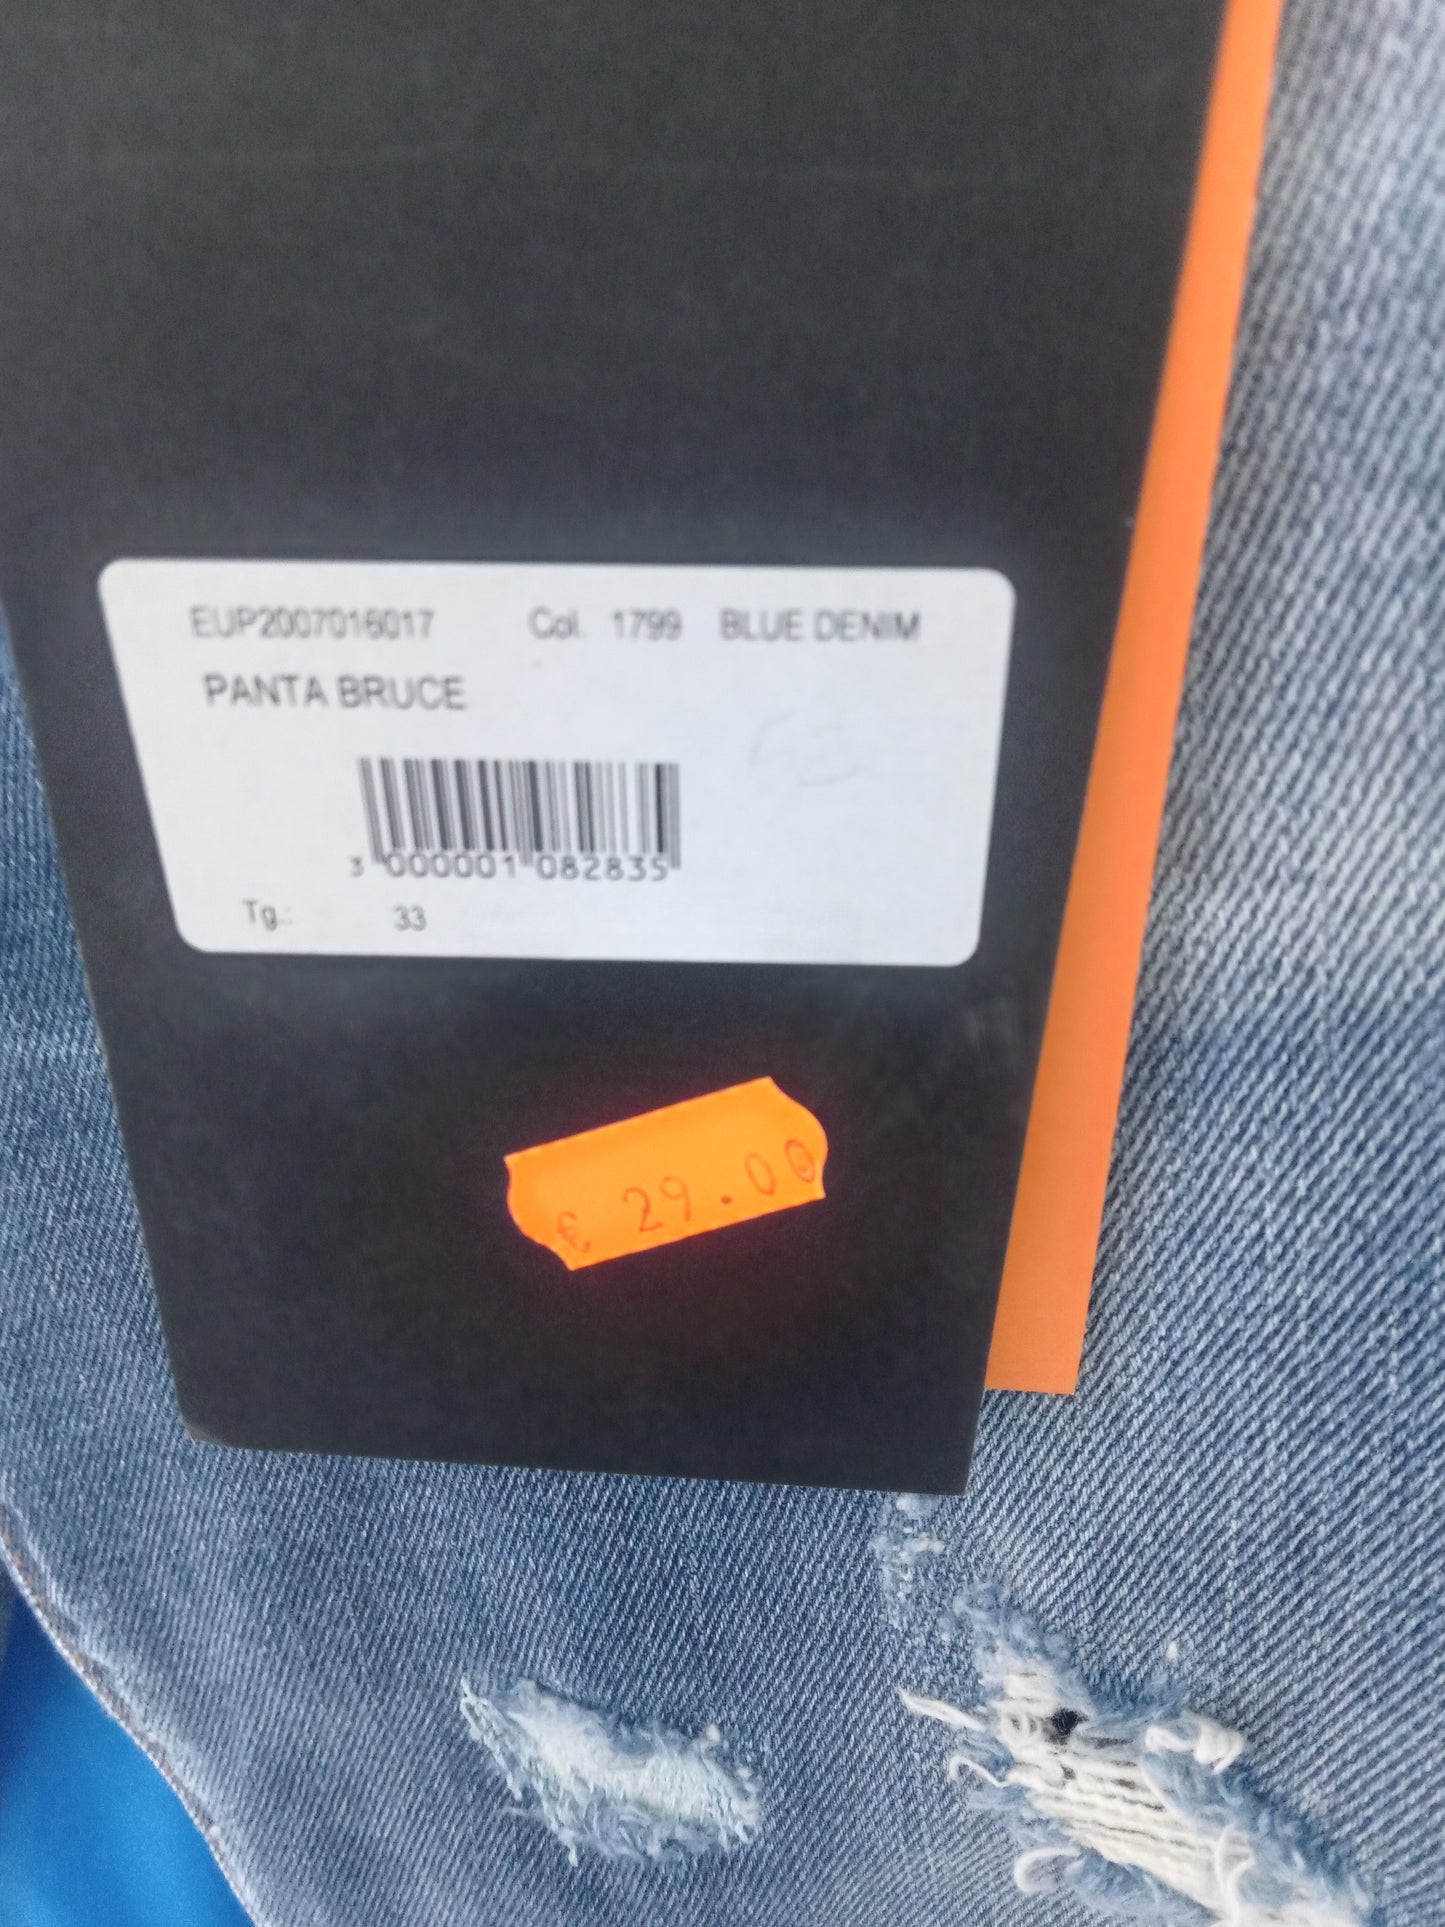 EUP2007016017 Col. 1799 BLUE DENIM
PANTA BRUCE
3 000001 082835
Tg.: 33
€ 29.00